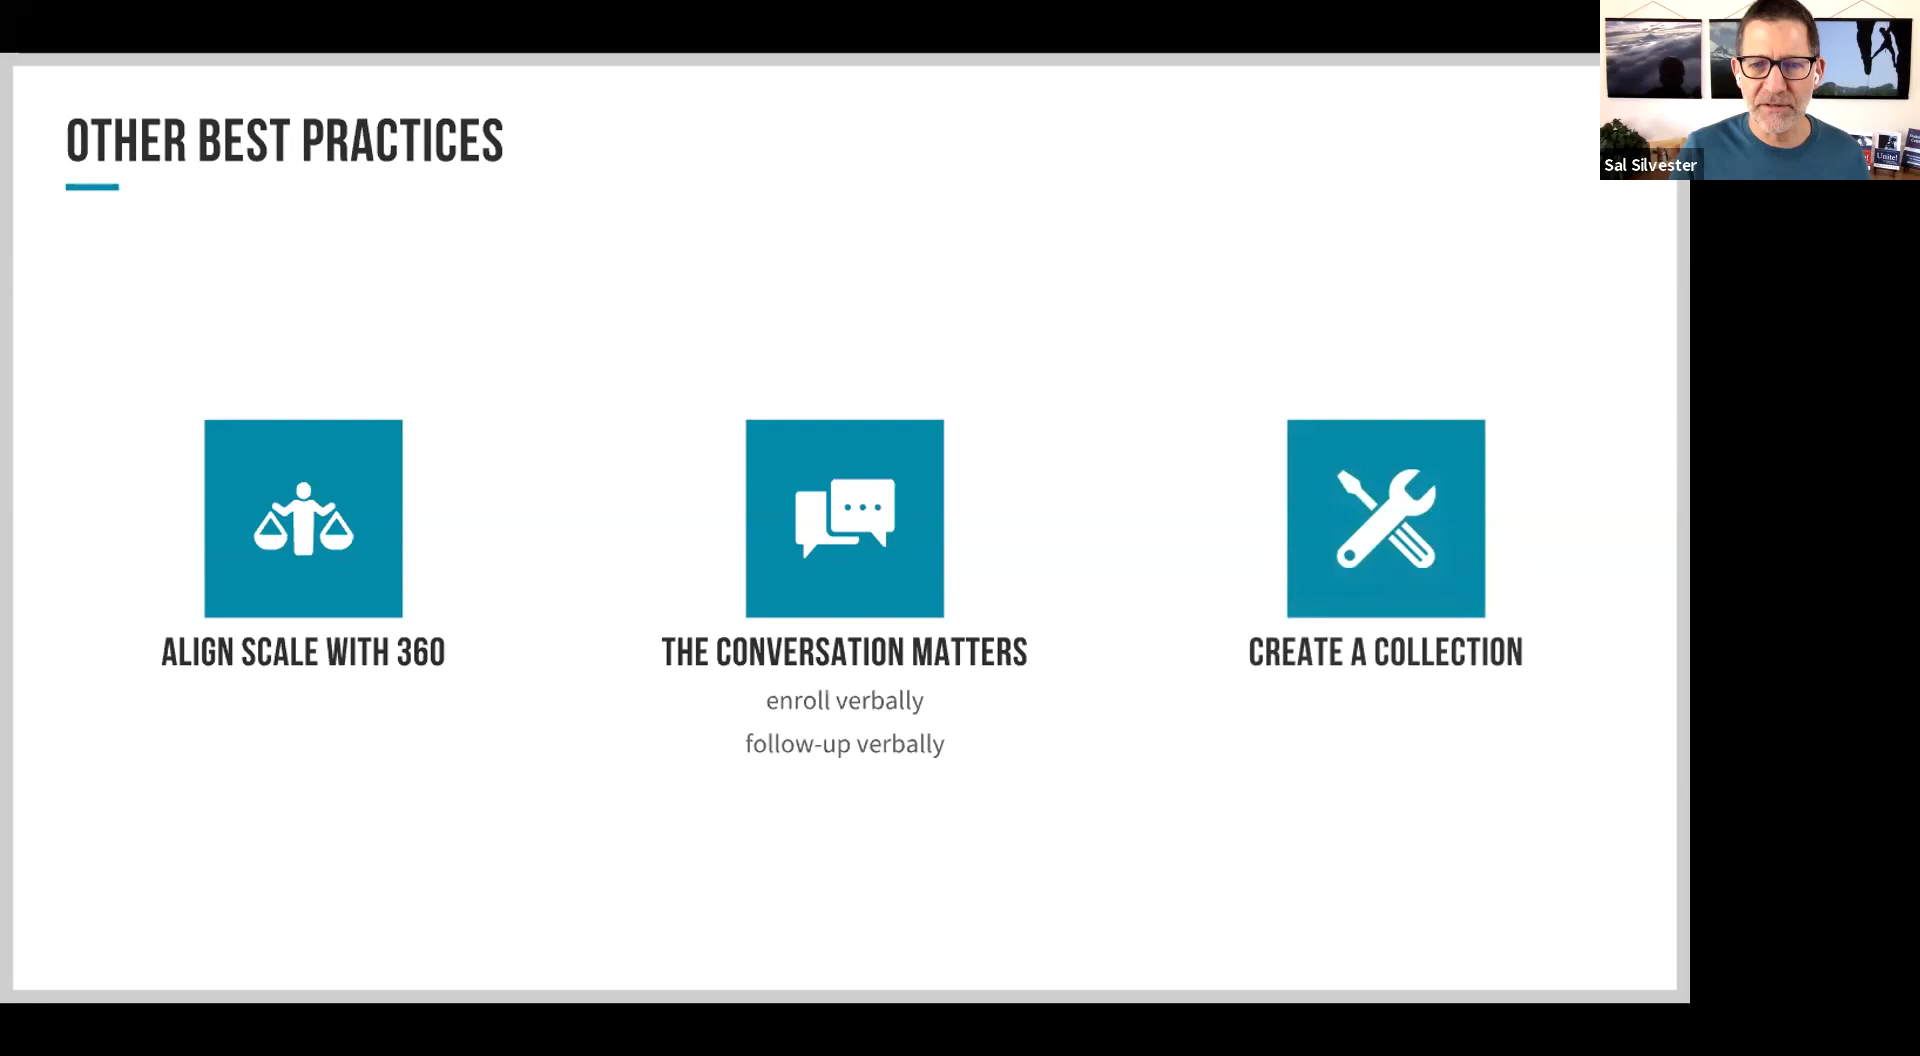 OTHER BEST PRACTICES
Sal Silvester
Unite!
ALIGN SCALE WITH 360
THE CONVERSATION MATTERS
enroll verbally
follow-up verbally
CREATE A COLLECTION